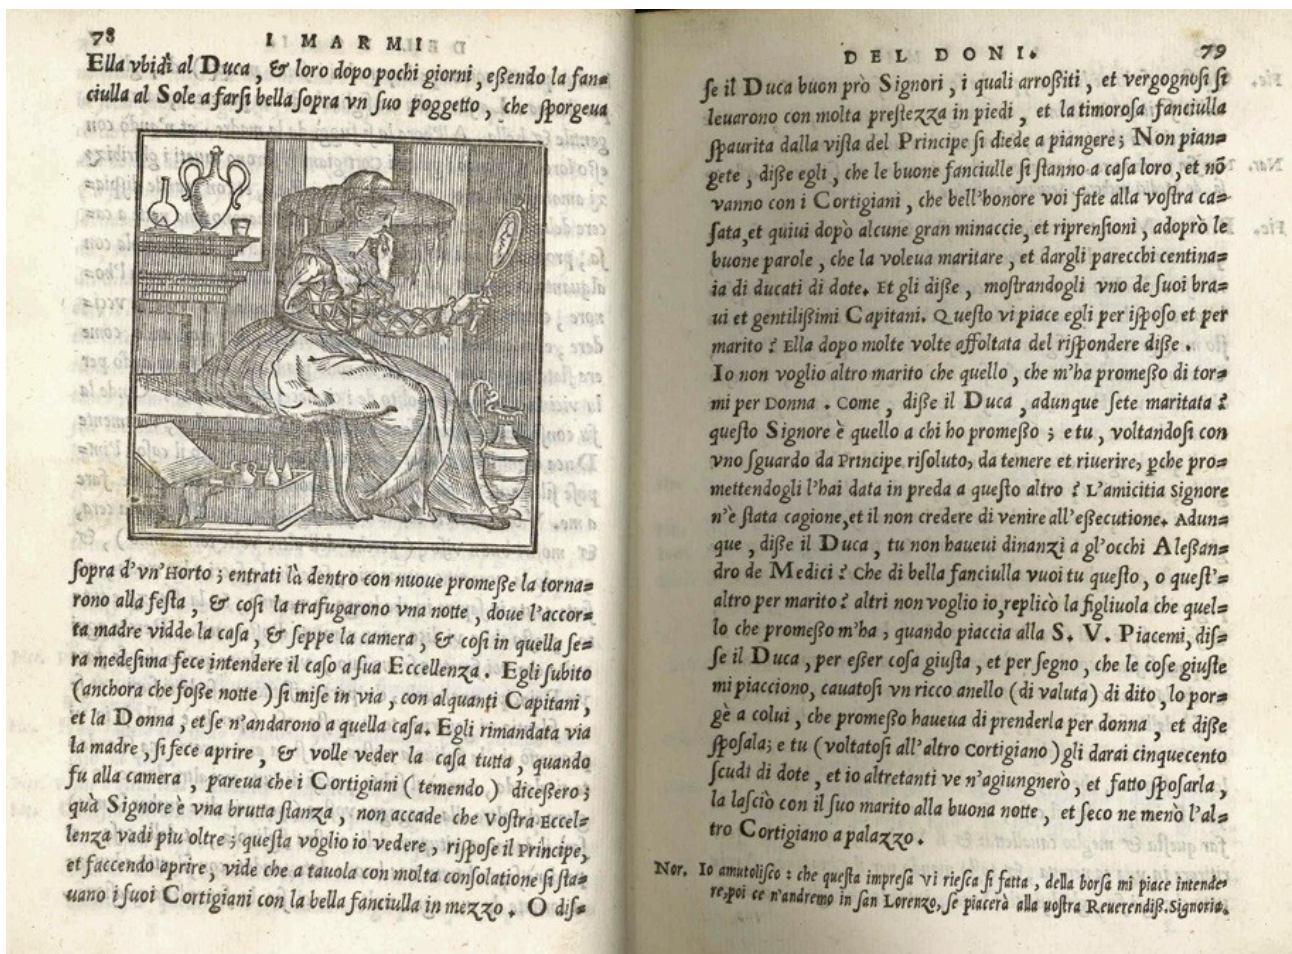 78
I MARMI
Ella vbidì al Duca, & loro dopo pochi giorni, eſſendo la fan=
ciulla al Sole a farſi bella ſopra vn ſuo poggetto, che ſporgeua
ſopra d'vn'Horto; entrati là dentro con nuoue promeſſe la torna=
rono alla feſta, & coſi la trafugarono vna notte, doue l'accor=
ta madre vidde la caſa, & ſeppe la camera, & coſi in quella ſe=
ra medeſima fece intendere il caſo a ſua Eccellenza. Egli ſubito
(anchora che foſſe notte) ſi miſe in via, con alquanti Capitani,
et la Donna, et ſe n'andarono a quella caſa. Egli rimandata via
la madre, ſi fece aprire, & volle veder la caſa tutta, quando
fu alla camera, pareua che i Cortigiani (temendo) diceſſero;
quà Signore è vna brutta ſtanza, non accade che Voſtra Eccel=
lenza vadi piu oltre; queſta voglio io vedere, riſpoſe il Principe,
et faccendo aprire, vide che a tauola con molta conſolatione ſi ſta=
uano i ſuoi Cortigiani con la bella fanciulla in mezzo. O diſ=
DEL DONI.
79
ſe il Duca buon prò Signori, i quali arroſſiti, et vergognoſi ſi
leuarono con molta preſtezza in piedi, et la timoroſa fanciulla
ſpaurita dalla viſta del Principe ſi diede a piangere; Non pian=
gete, diſſe egli, che le buone fanciulle ſi ſtanno a caſa loro, et nõ
vanno con i Cortigiani, che bell'honore voi fate alla voſtra ca=
ſata, et quiui dopò alcune gran minaccie, et riprenſioni, adoprò le
buone parole, che la voleua maritare, et dargli parecchi centina=
ia di ducati di dote. Et gli diſſe, moſtrandogli vno de ſuoi bra=
ui et gentiliſſimi Capitani. Queſto vi piace egli per iſpoſo et per
marito? Ella dopo molte volte affoltata del riſpondere diſſe.
Io non voglio altro marito che quello, che m'ha promeſſo di tor=
mi per Donna. Come, diſſe il Duca, adunque ſete maritata?
queſto Signore è quello a chi ho promeſſo; e tu, voltandoſi con
vno ſguardo da Principe riſoluto, da temere et riuerire, ꝑche pro=
mettendogli l'hai data in preda a queſto altro? L'amicitia Signore
n'è ſtata cagione, et il non credere di venire all'eſſecutione. Adun=
que, diſſe il Duca, tu non haueui dinanzi a gl'occhi Aleſſan=
dro de Medici? Che di bella fanciulla vuoi tu queſto, o queſt'=
altro per marito? altri non voglio io, replicò la figliuola che quel=
lo che promeſſo m'ha, quando piaccia alla S. V. Piacemi, diſ=
ſe il Duca, per eſſer coſa giuſta, et per ſegno, che le coſe giuſte
mi piacciono, cauatoſi vn ricco anello (di valuta) di dito, lo por=
gè a colui, che promeſſo haueua di prenderla per donna, et diſſe
ſpoſala; e tu (voltatoſi all'altro Cortigiano) gli darai cinquecento
ſcudi di dote, et io altretanti ve n'agiungnerò, et fatto ſpoſarla,
la laſciò con il ſuo marito alla buona notte, et ſeco ne menò l'al=
tro Cortigiano a palazzo.
Nor. Io amutoliſco: che queſta impreſa vi rieſca ſi fatta, della borſa mi piace intende=
re, poi ce n'andremo in ſan Lorenzo, ſe piacerà alla uoſtra Reuerendiſſ. Signoria.